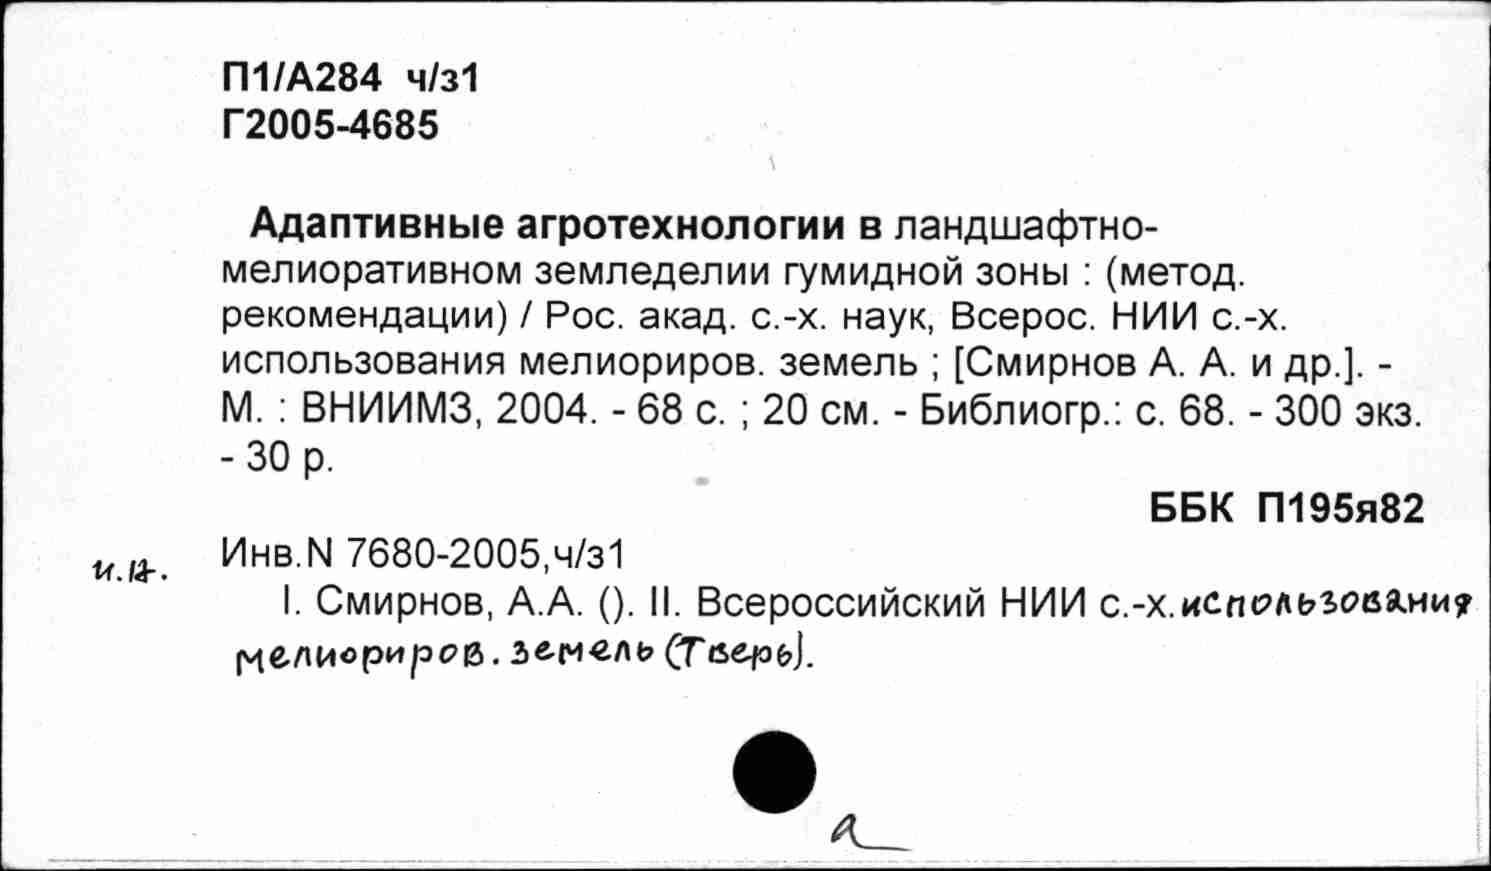 П1/А284 ч/з1
Г2005-4685
Адаптивные агротехнологии в ландшафтно-
мелиоративном земледелии гумидной зоны : (метод.
рекомендации) / Рос. акад. с.-х. наук, Всерос. НИИ с.-х.
использования мелиориров. земель ; [Смирнов А. А. и др.]. -
М. : ВНИИМЗ, 2004. - 68 с. ; 20 см. - Библиогр.: с. 68. - 300 экз.
- 30 р.
ББК П195я82
Инв.N 7680-2005,ч/з1
I. Смирнов, А.А. (). II. Всероссийский НИИ с.-х. использования
мелиориров. земель (Тверь).
а